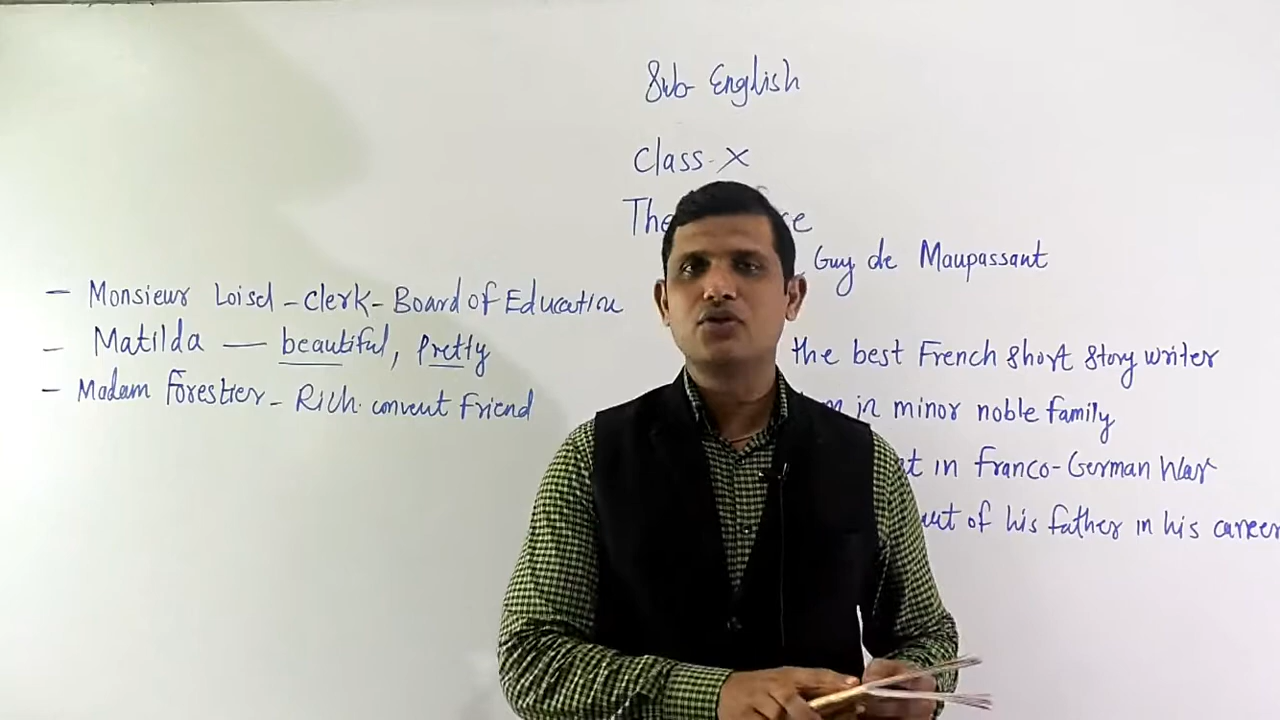 Sub- English
Class- X
The
Guy de Maupassant
- Monsieur Loisel - clerk - Board of Education
- Matilda — beautiful, Pretty
- Madam Forestier - Rich. convent Friend
the best French short story writer
in minor noble family
in Franco-German War
of his father in his career